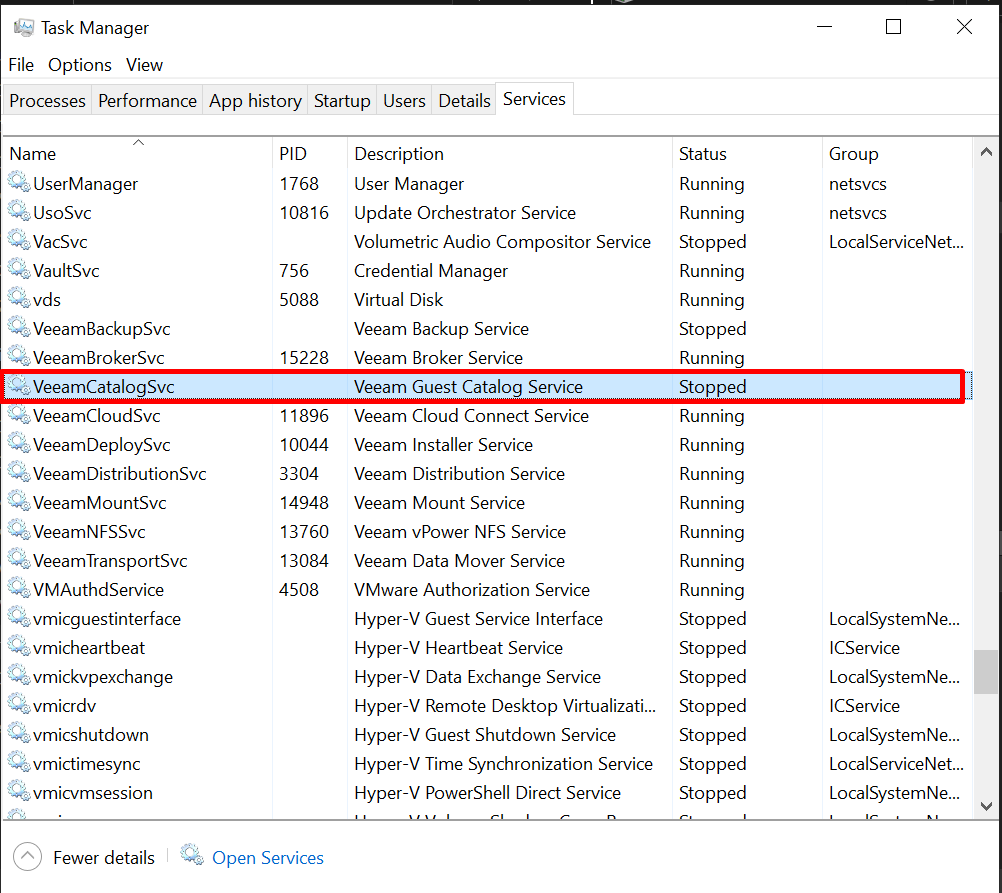 Task Manager
File Options View
Processes Performance App history Startup Users Details Services
Name PID Description Status Group
UserManager 1768 User Manager Running netsvcs
UsoSvc 10816 Update Orchestrator Service Running netsvcs
VacSvc Volumetric Audio Compositor Service Stopped LocalServiceNet...
VaultSvc 756 Credential Manager Running
vds 5088 Virtual Disk Running
VeeamBackupSvc Veeam Backup Service Stopped
VeeamBrokerSvc 15228 Veeam Broker Service Running
VeeamCatalogSvc Veeam Guest Catalog Service Stopped
VeeamCloudSvc 11896 Veeam Cloud Connect Service Running
VeeamDeploySvc 10044 Veeam Installer Service Running
VeeamDistributionSvc 3304 Veeam Distribution Service Running
VeeamMountSvc 14948 Veeam Mount Service Running
VeeamNFSSvc 13760 Veeam vPower NFS Service Running
VeeamTransportSvc 13084 Veeam Data Mover Service Running
VMAuthdService 4508 VMware Authorization Service Running
vmicguestinterface Hyper-V Guest Service Interface Stopped LocalSystemNe...
vmicheartbeat Hyper-V Heartbeat Service Stopped ICService
vmickvpexchange Hyper-V Data Exchange Service Stopped LocalSystemNe...
vmicrdv Hyper-V Remote Desktop Virtualizati... Stopped ICService
vmicshutdown Hyper-V Guest Shutdown Service Stopped LocalSystemNe...
vmictimesync Hyper-V Time Synchronization Service Stopped LocalServiceNet...
vmicvmsession Hyper-V PowerShell Direct Service Stopped LocalSystemNe...
Fewer details Open Services